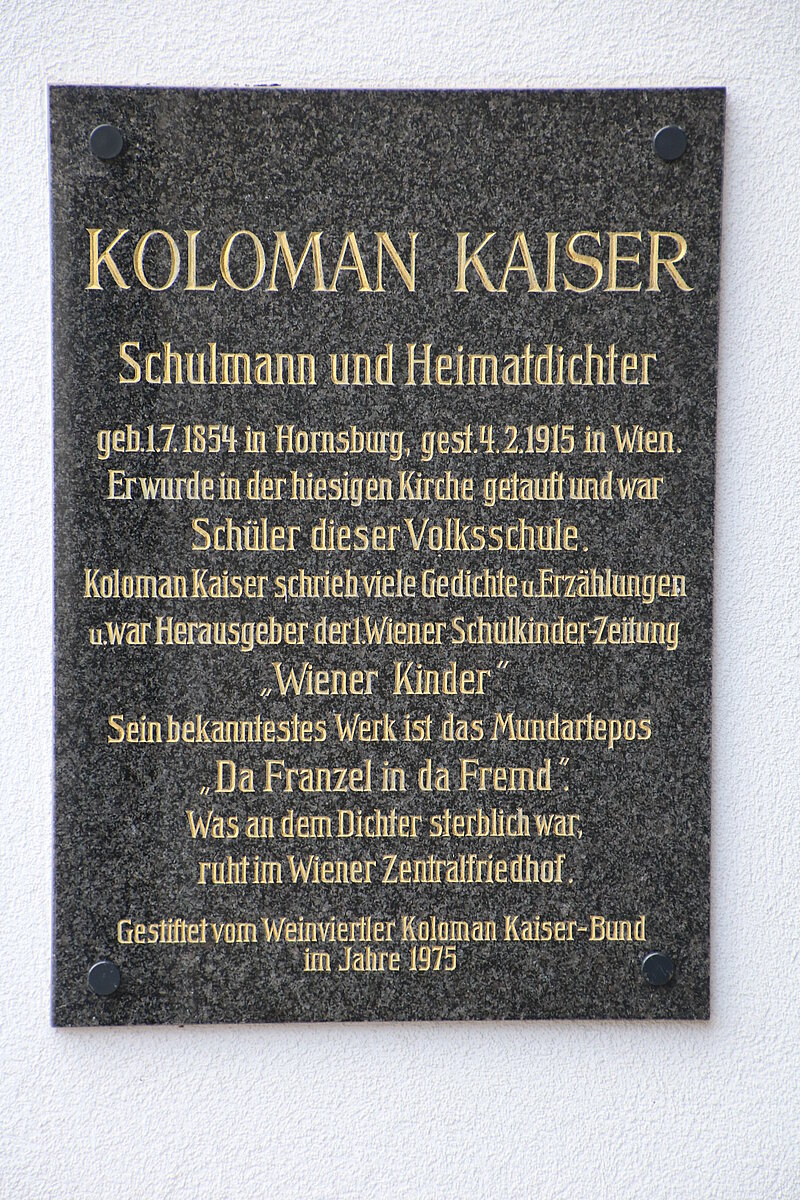 KOLOMAN KAISER
Schulmann und Heimatdichter
geb.1.7.1854 in Hornsburg, gest.4.2.1915 in Wien.
Er wurde in der hiesigen Kirche getauft und war
Schüler dieser Volksschule.
Koloman Kaiser schrieb viele Gedichte u.Erzählungen
u.war Herausgeber der 1.Wiener Schulkinder-Zeitung
„Wiener Kinder“
Sein bekanntestes Werk ist das Mundartepos
„Da Franzel in da Fremd“.
Was an dem Dichter sterblich war,
ruht im Wiener Zentralfriedhof.
Gestiftet vom Weinviertler Koloman Kaiser-Bund
im Jahre 1975